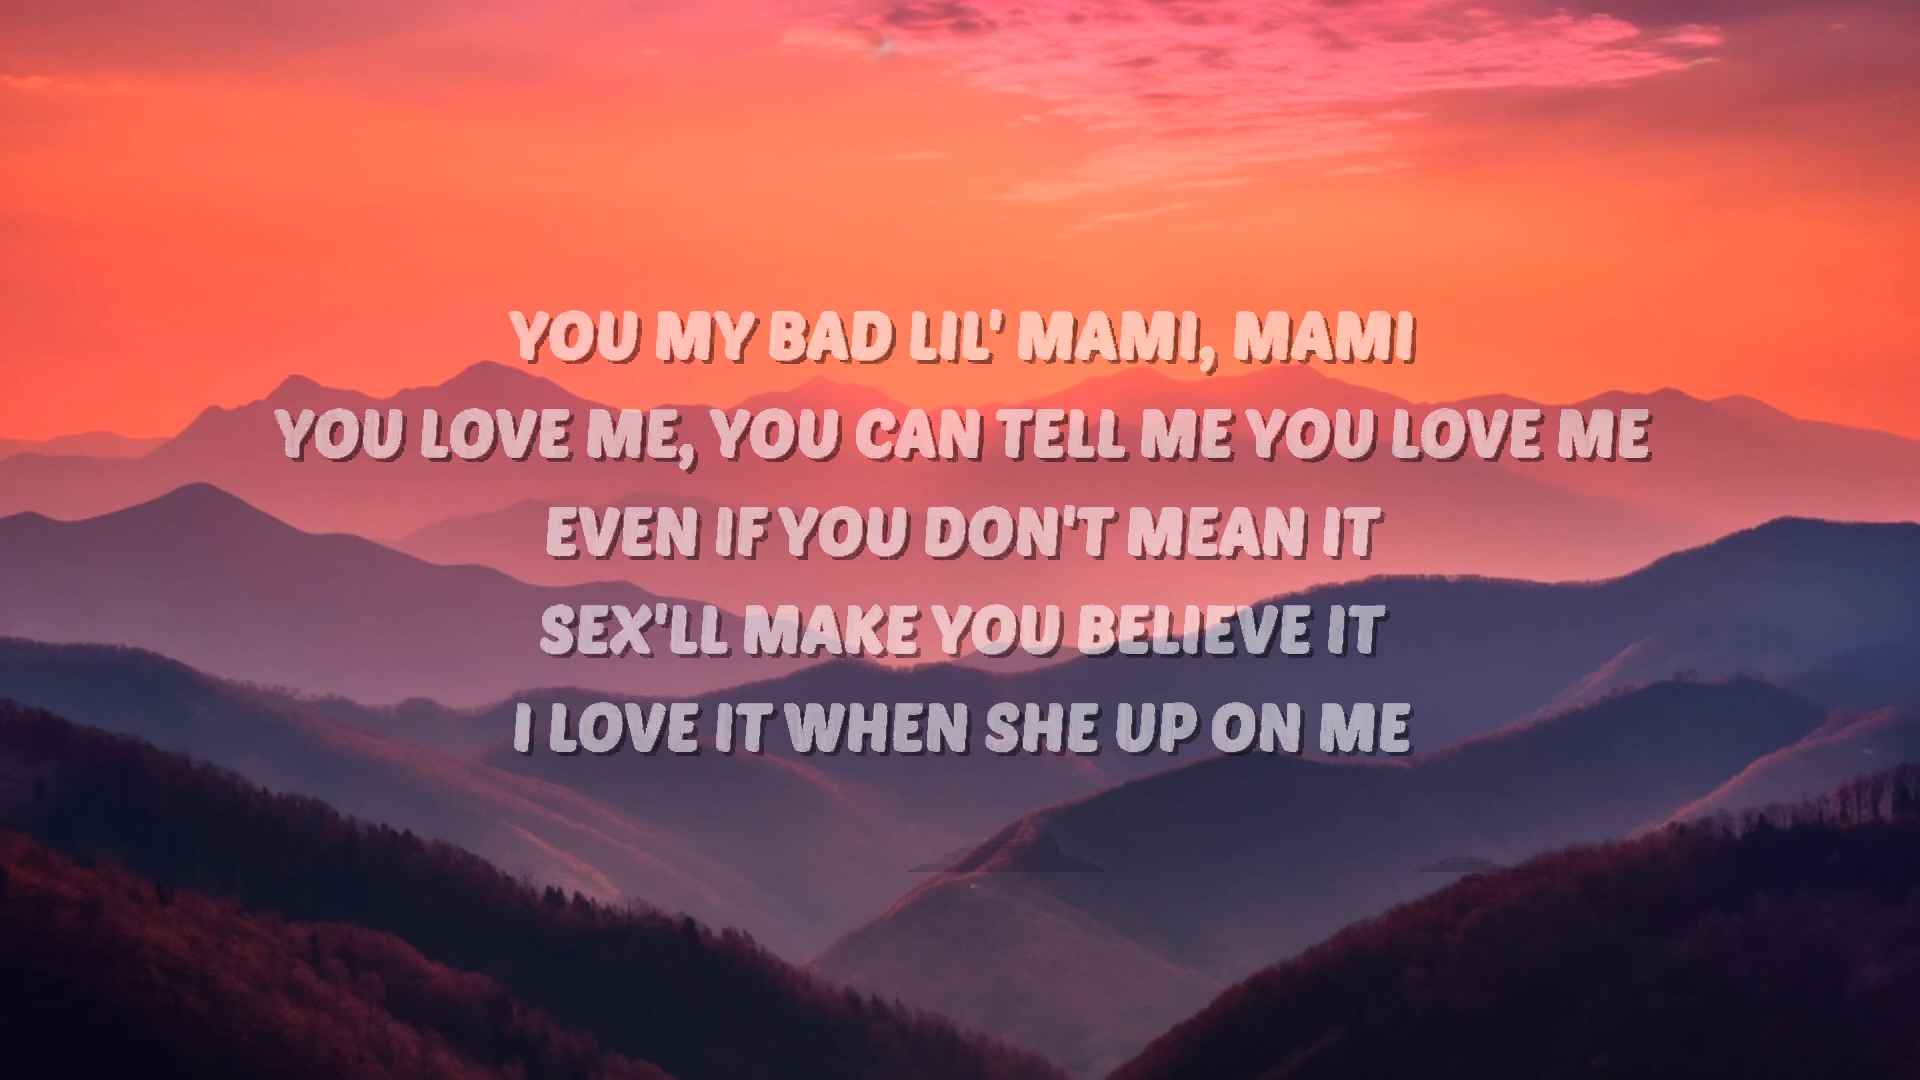 YOU MY BAD LIL' MAMI, MAMI
YOU LOVE ME, YOU CAN TELL ME YOU LOVE ME
EVEN IF YOU DON'T MEAN IT
SEX'LL MAKE YOU BELIEVE IT
I LOVE IT WHEN SHE UP ON ME